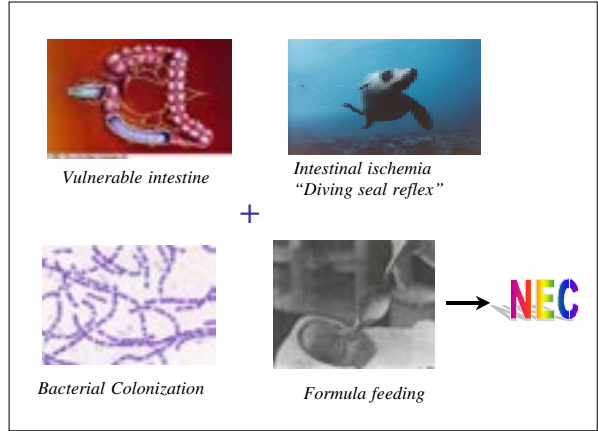 Vulnerable intestine
Intestinal ischemia
“Diving seal reflex”
+
Bacterial Colonization
Formula feeding
NEC